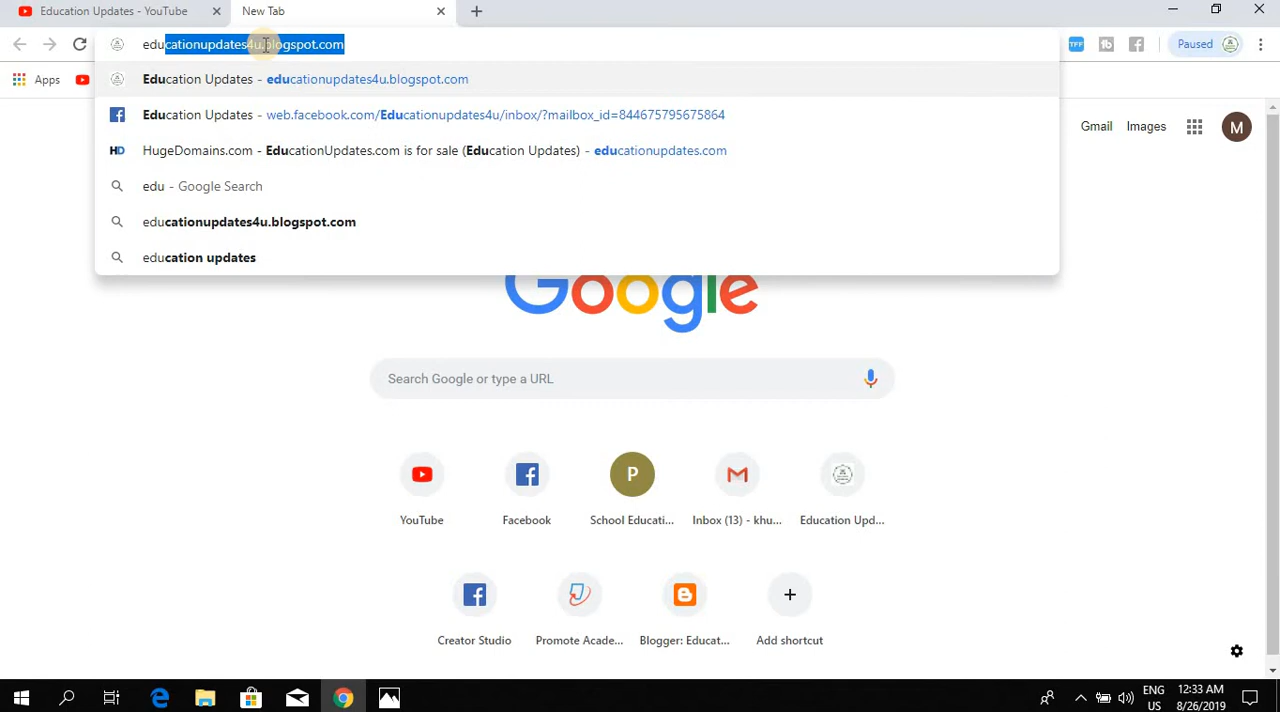 Education Updates - YouTube
New Tab
educationupdates4u.blogspot.com
Paused
Apps
Education Updates - educationupdates4u.blogspot.com
Education Updates - web.facebook.com/Educationupdates4u/inbox/?mailbox_id=844675795675864
HD HugeDomains.com - EducationUpdates.com is for sale (Education Updates) - educationupdates.com
edu - Google Search
educationupdates4u.blogspot.com
education updates
Gmail Images M
Google
Search Google or type a URL
P
YouTube Facebook School Educati... Inbox (13) - khu... Education Upd...
Creator Studio Promote Acade... Blogger: Educat... Add shortcut
ENG 12:33 AM
US 8/26/2019